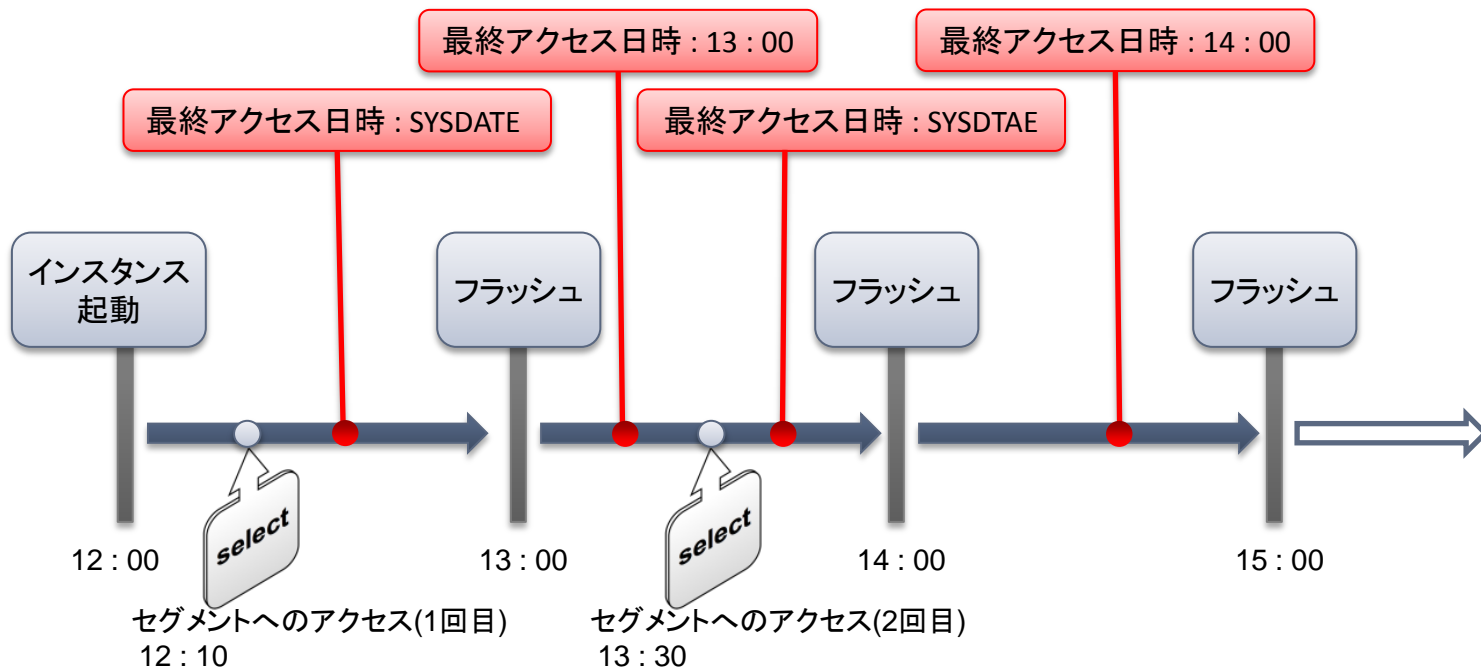 最終アクセス日時 : 13 : 00
最終アクセス日時 : 14 : 00
最終アクセス日時 : SYSDATE
最終アクセス日時 : SYSDTAE
インスタンス
起動
フラッシュ
フラッシュ
フラッシュ
select
select
12 : 00
13 : 00
14 : 00
15 : 00
セグメントへのアクセス(1回目)
12 : 10
セグメントへのアクセス(2回目)
13 : 30